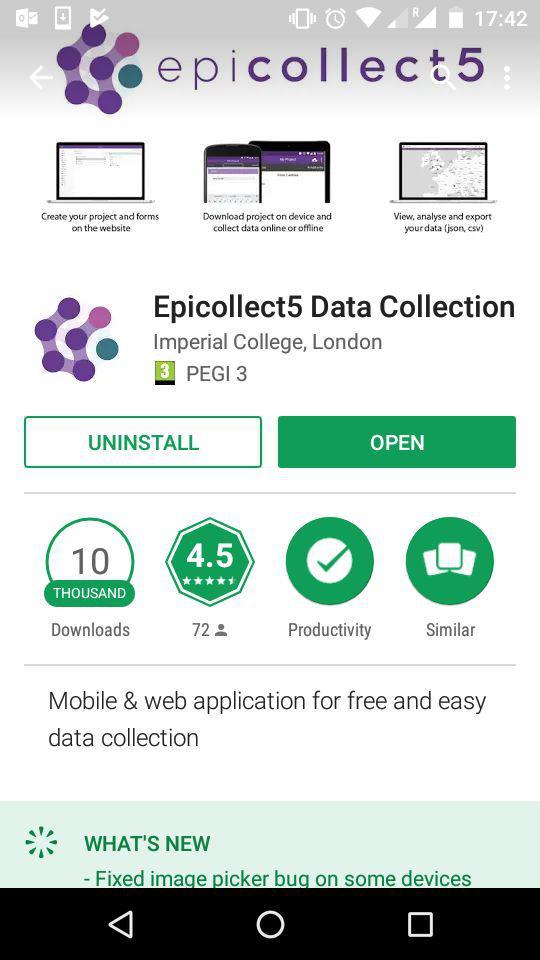 R 17:42
epicollect5
Create your project and forms
on the website
Download project on device and
collect data online or offline
View, analyse and export
your data (json, csv)
Epicollect5 Data Collection
Imperial College, London
3 PEGI 3
UNINSTALL
OPEN
10
THOUSAND
Downloads
4.5
72
Productivity
Similar
Mobile & web application for free and easy
data collection
WHAT'S NEW
- Fixed image picker bug on some devices